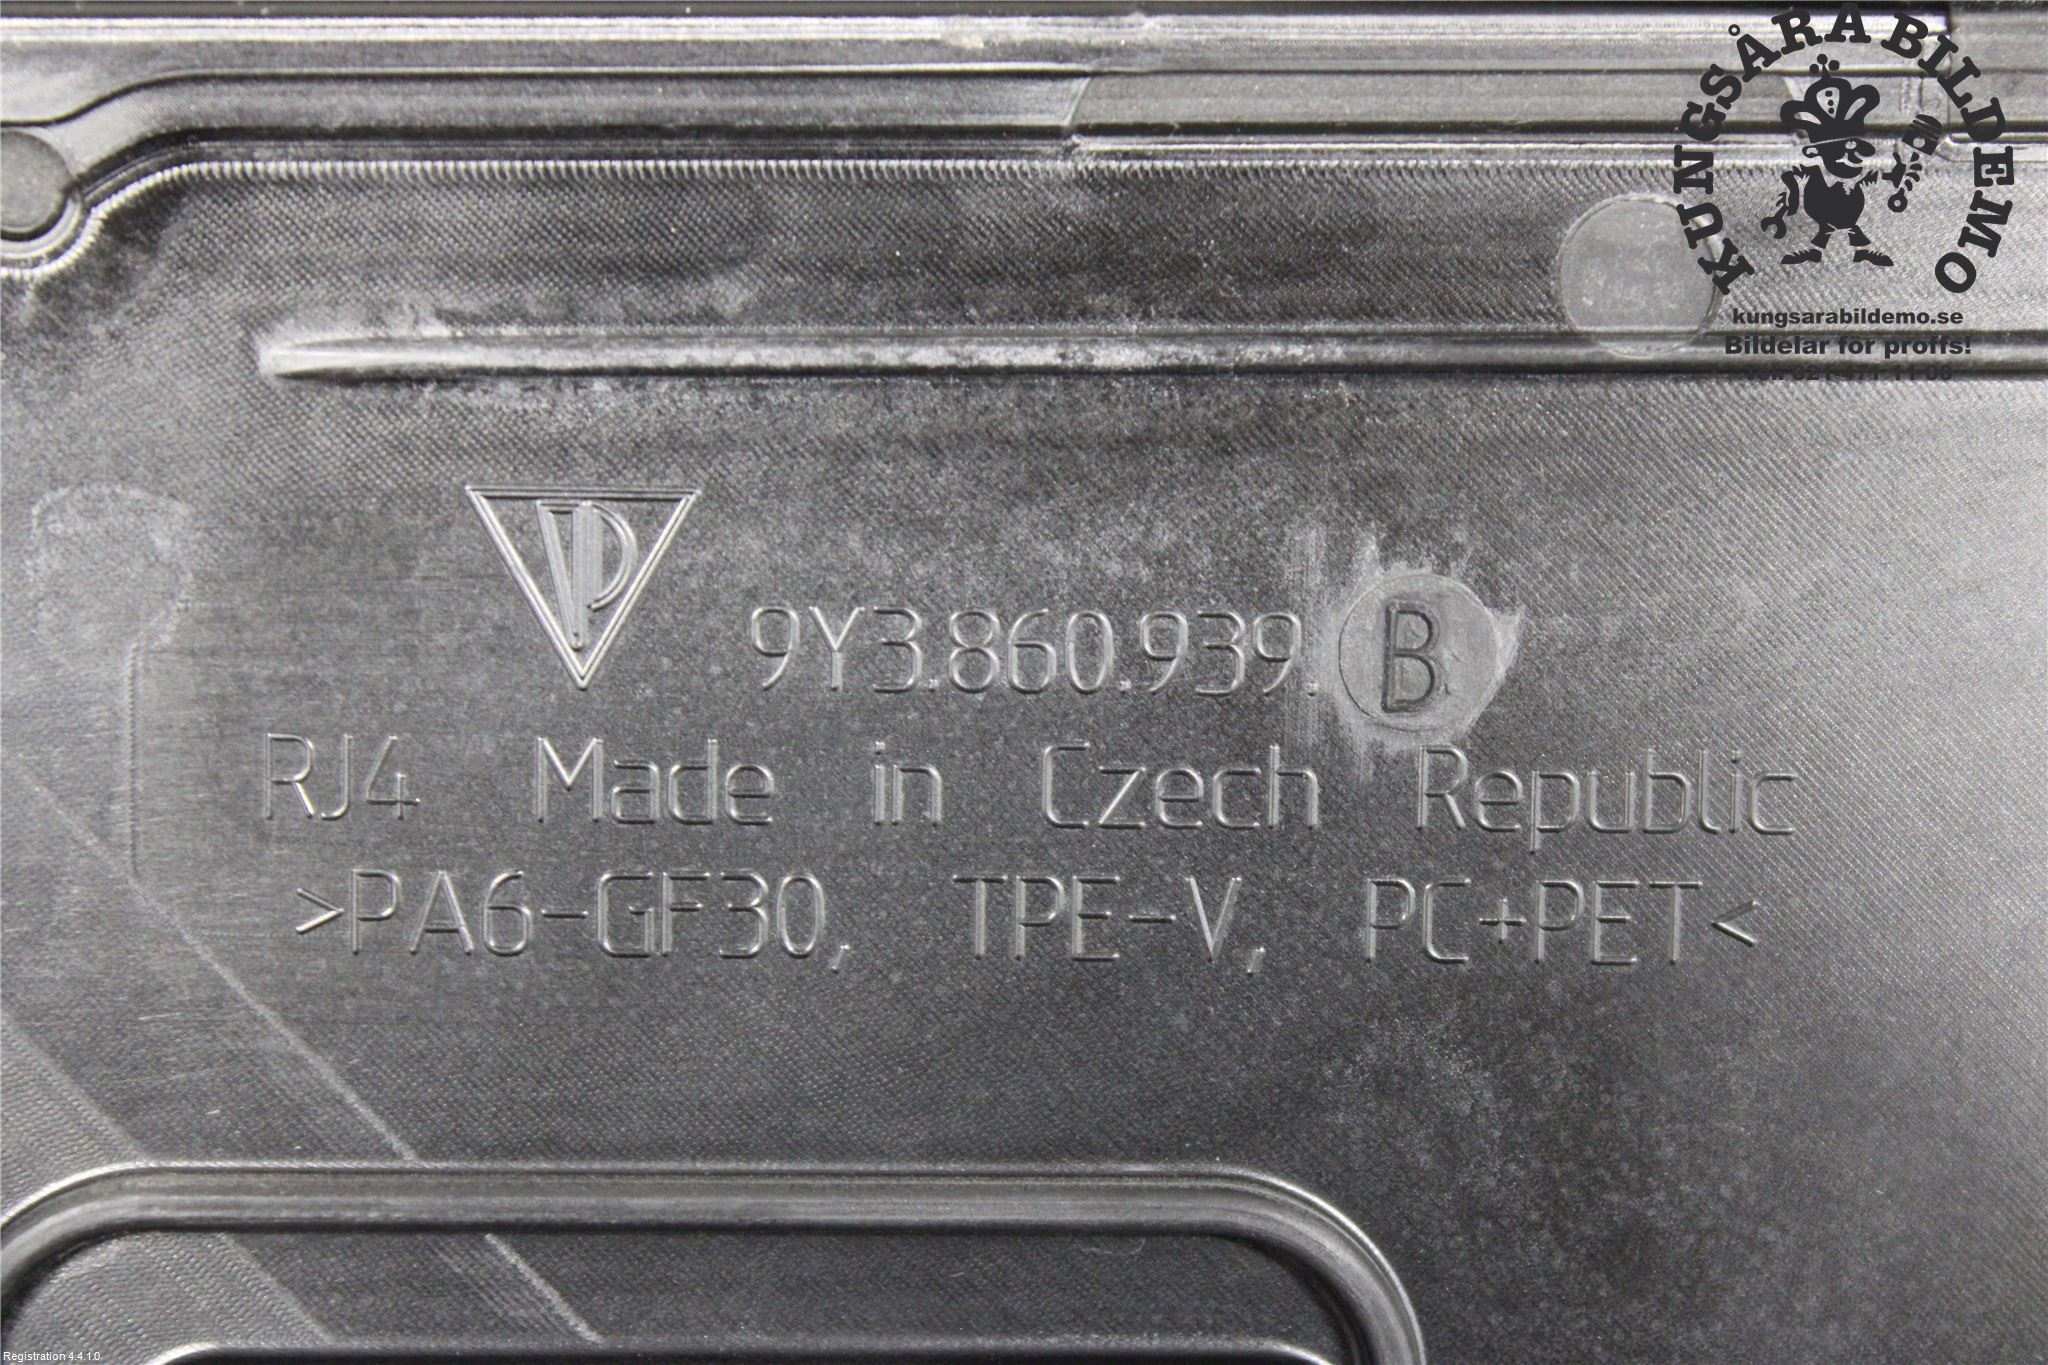 KUNGSÅRA BILDEMO
kungsarabildemo.se
Bildelar för proffs!
9Y3.860.939.B
RJ4 Made in Czech Republic
>PA6-GF30, TPE-V, PC+PET<
Registration 4.4.1.0